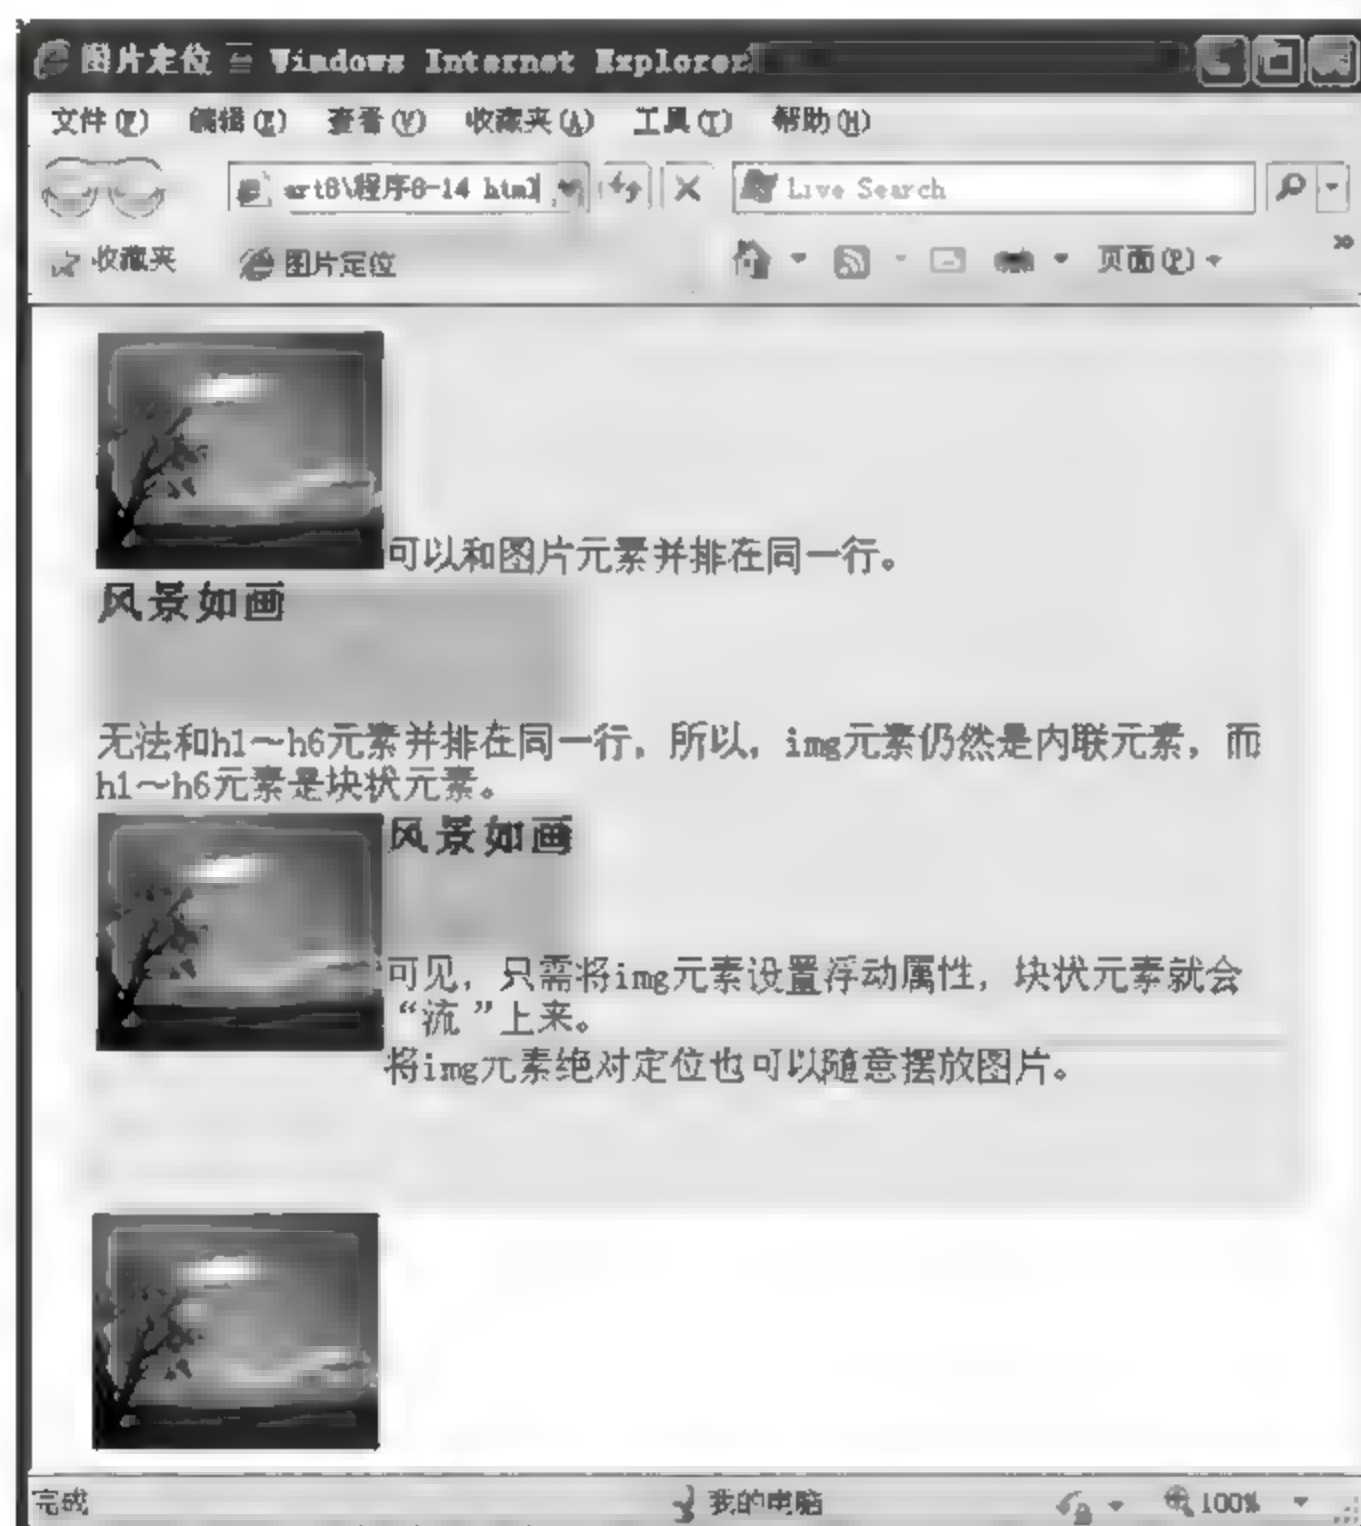 图片定位 - Windows Internet Explorer
文件(F) 编辑(E) 查看(V) 收藏夹(A) 工具(T) 帮助(H)
art8\程序8-14 html Live Search
收藏夹 图片定位 页面(P)
可以和图片元素并排在同一行。
风景如画
无法和h1～h6元素并排在同一行，所以，img元素仍然是内联元素，而
h1～h6元素是块状元素。
风景如画
可见，只需将img元素设置浮动属性，块状元素就会
“流”上来。
将img元素绝对定位也可以随意摆放图片。
完成 我的电脑 100%